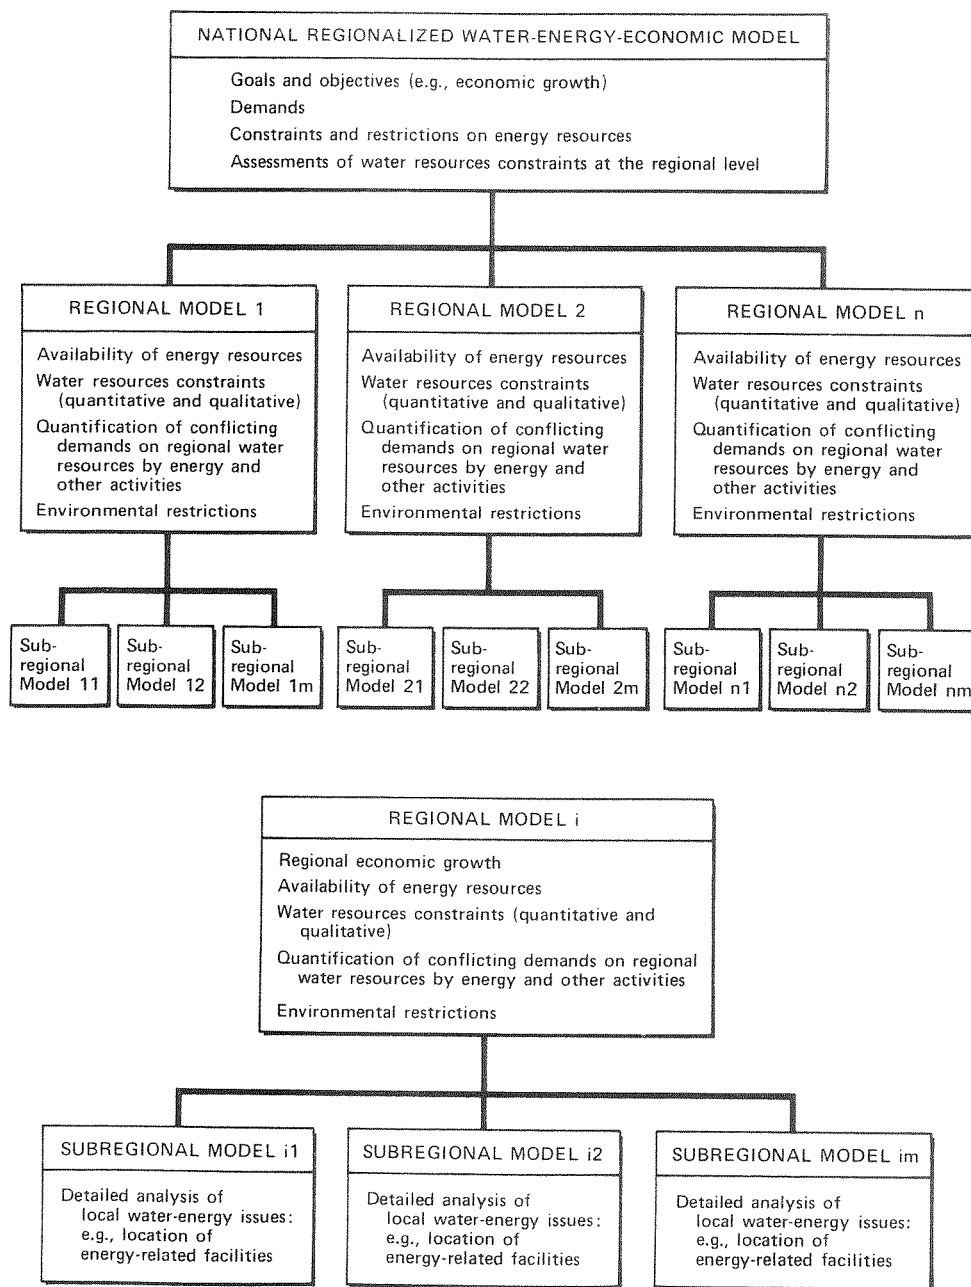 NATIONAL REGIONALIZED WATER-ENERGY-ECONOMIC MODEL
Goals and objectives (e.g., economic growth)
Demands
Constraints and restrictions on energy resources
Assessments of water resources constraints at the regional level
REGIONAL MODEL 1
Availability of energy resources
Water resources constraints
(quantitative and qualitative)
Quantification of conflicting
demands on regional water
resources by energy and
other activities
Environmental restrictions
REGIONAL MODEL 2
Availability of energy resources
Water resources constraints
(quantitative and qualitative)
Quantification of conflicting
demands on regional water
resources by energy and
other activities
Environmental restrictions
REGIONAL MODEL n
Availability of energy resources
Water resources constraints
(quantitative and qualitative)
Quantification of conflicting
demands on regional water
resources by energy and
other activities
Environmental restrictions
Sub-
regional
Model 11
Sub-
regional
Model 12
Sub-
regional
Model 1m
Sub-
regional
Model 21
Sub-
regional
Model 22
Sub-
regional
Model 2m
Sub-
regional
Model n1
Sub-
regional
Model n2
Sub-
regional
Model nm
REGIONAL MODEL i
Regional economic growth
Availability of energy resources
Water resources constraints (quantitative and
qualitative)
Quantification of conflicting demands on regional
water resources by energy and other activities
Environmental restrictions
SUBREGIONAL MODEL i1
Detailed analysis of
local water-energy issues:
e.g., location of
energy-related facilities
SUBREGIONAL MODEL i2
Detailed analysis of
local water-energy issues:
e.g., location of
energy-related facilities
SUBREGIONAL MODEL im
Detailed analysis of
local water-energy issues:
e.g., location of
energy-related facilities